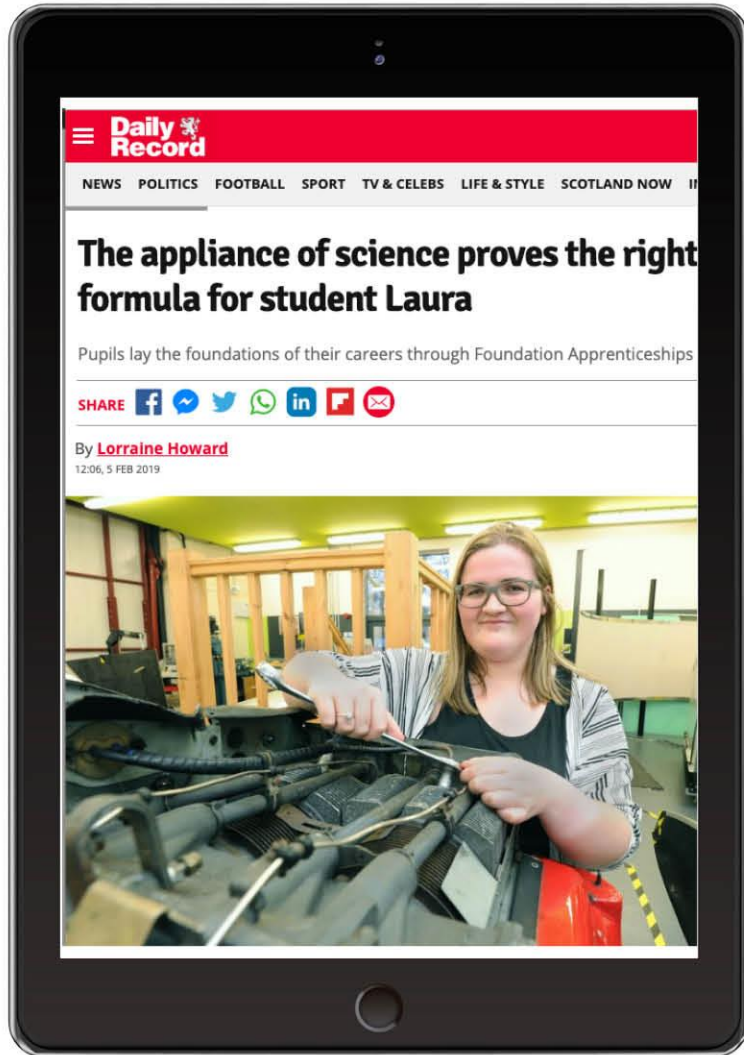 Daily
Record
NEWS POLITICS FOOTBALL SPORT TV & CELEBS LIFE & STYLE SCOTLAND NOW
The appliance of science proves the right
formula for student Laura
Pupils lay the foundations of their careers through Foundation Apprenticeships
SHARE
By Lorraine Howard
12:06, 5 FEB 2019